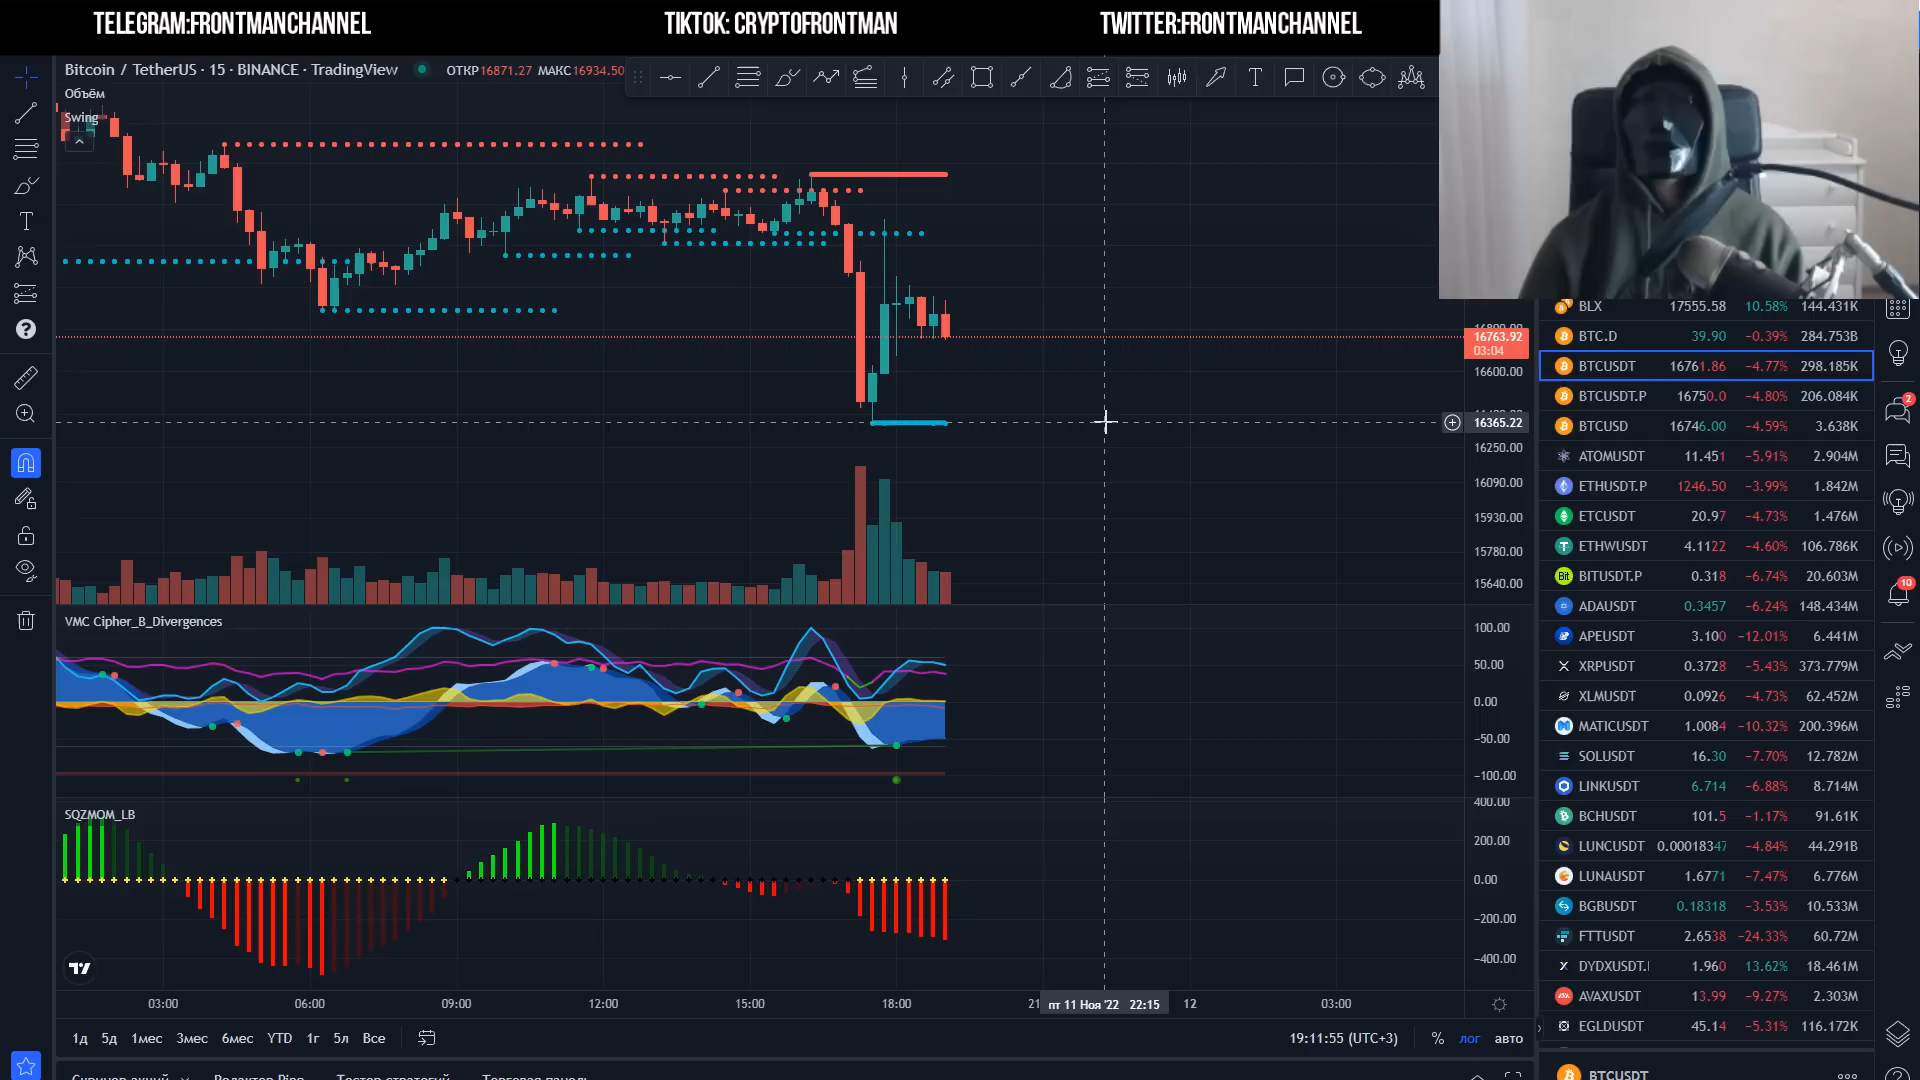 TELEGRAM:FRONTMANCHANNEL
TIKTOK: CRYPTOFRONTMAN
TWITTER:FRONTMANCHANNEL
Bitcoin / TetherUS · 15 · BINANCE · TradingView
ОТКР16871.27 МАКС16934.50
Объём
Swing
16763.92
03:04
16600.00
16365.22
16250.00
16090.00
15930.00
15780.00
15640.00
VMC Cipher_B_Divergences
100.00
50.00
0.00
−50.00
−100.00
SQZMOM_LB
400.00
200.00
0.00
−200.00
−400.00
03:00
06:00
09:00
12:00
15:00
18:00
21
пт 11 Ноя '22 22:15
12
03:00
1д 5д 1мес 3мес 6мес YTD 1г 5л Все
19:11:55 (UTC+3) % лог авто
BLX 17555.58 10.58% 144.431K
BTC.D 39.90 −0.39% 284.753B
BTCUSDT 16761.86 −4.77% 298.185K
BTCUSDT.P 16750.0 −4.80% 206.084K
BTCUSD 16746.00 −4.59% 3.638K
ATOMUSDT 11.451 −5.91% 2.904M
ETHUSDT.P 1246.50 −3.99% 1.842M
ETCUSDT 20.97 −4.73% 1.476M
ETHWUSDT 4.1122 −4.60% 106.786K
BITUSDT.P 0.318 −6.74% 20.603M
ADAUSDT 0.3457 −6.24% 148.434M
APEUSDT 3.100 −12.01% 6.441M
XRPUSDT 0.3728 −5.43% 373.779M
XLMUSDT 0.0926 −4.73% 62.452M
MATICUSDT 1.0084 −10.32% 200.396M
SOLUSDT 16.30 −7.70% 12.782M
LINKUSDT 6.714 −6.88% 8.714M
BCHUSDT 101.5 −1.17% 91.61K
LUNCUSDT 0.00018347 −4.84% 44.291B
LUNAUSDT 1.6771 −7.47% 6.776M
BGBUSDT 0.18318 −3.53% 10.533M
FTTUSDT 2.6538 −24.33% 60.72M
DYDXUSDT. 1.960 13.62% 18.461M
AVAXUSDT 13.99 −9.27% 2.303M
EGLDUSDT 45.14 −5.31% 116.172K
BTCUSDT
2
10